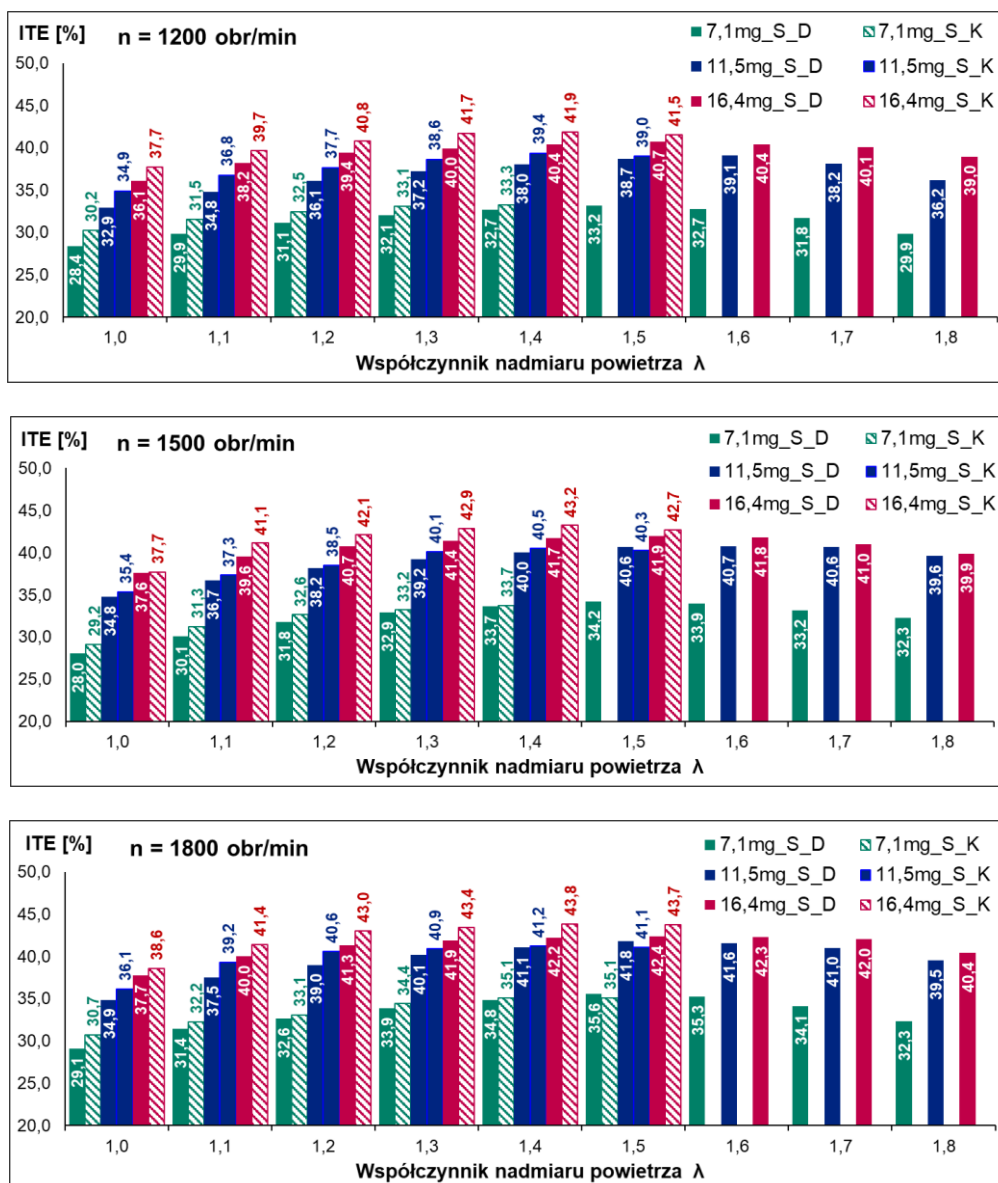 ITE [%] n = 1200 obr/min
7,1mg_S_D 7,1mg_S_K
11,5mg_S_D 11,5mg_S_K
16,4mg_S_D 16,4mg_S_K
50,0
45,0
40,0
35,0
30,0
25,0
20,0
28,4 30,2 32,9 34,9 36,1 37,7
29,9 31,5 34,8 36,8 38,2 39,7
31,1 32,5 36,1 37,7 39,4 40,8
32,1 33,1 37,2 38,6 40,0 41,7
32,7 33,3 38,0 39,4 40,4 41,9
33,2 38,7 39,0 40,7 41,5
32,7 39,1 40,4
31,8 38,2 40,1
29,9 36,2 39,0
1,0 1,1 1,2 1,3 1,4 1,5 1,6 1,7 1,8
Współczynnik nadmiaru powietrza λ
ITE [%] n = 1500 obr/min
7,1mg_S_D 7,1mg_S_K
11,5mg_S_D 11,5mg_S_K
16,4mg_S_D 16,4mg_S_K
50,0
45,0
40,0
35,0
30,0
25,0
20,0
28,0 29,2 34,8 35,4 37,6 37,7
30,1 31,3 36,7 37,3 39,6 41,1
31,8 32,6 38,2 38,5 40,7 42,1
32,9 33,2 39,2 40,1 41,4 42,9
33,7 33,7 40,0 40,5 41,7 43,2
34,2 40,6 40,3 41,9 42,7
33,9 40,7 41,8
33,2 40,6 41,0
32,3 39,6 39,9
1,0 1,1 1,2 1,3 1,4 1,5 1,6 1,7 1,8
Współczynnik nadmiaru powietrza λ
ITE [%] n = 1800 obr/min
7,1mg_S_D 7,1mg_S_K
11,5mg_S_D 11,5mg_S_K
16,4mg_S_D 16,4mg_S_K
50,0
45,0
40,0
35,0
30,0
25,0
20,0
29,1 30,7 34,9 36,1 37,7 38,6
31,4 32,2 37,5 39,2 40,0 41,4
32,6 33,1 39,0 40,6 41,3 43,0
33,9 34,4 40,1 40,9 41,9 43,4
34,8 35,1 41,1 41,2 42,2 43,8
35,6 35,1 41,8 41,1 42,4 43,7
35,3 41,6 42,3
34,1 41,0 42,0
32,3 39,5 40,4
1,0 1,1 1,2 1,3 1,4 1,5 1,6 1,7 1,8
Współczynnik nadmiaru powietrza λ